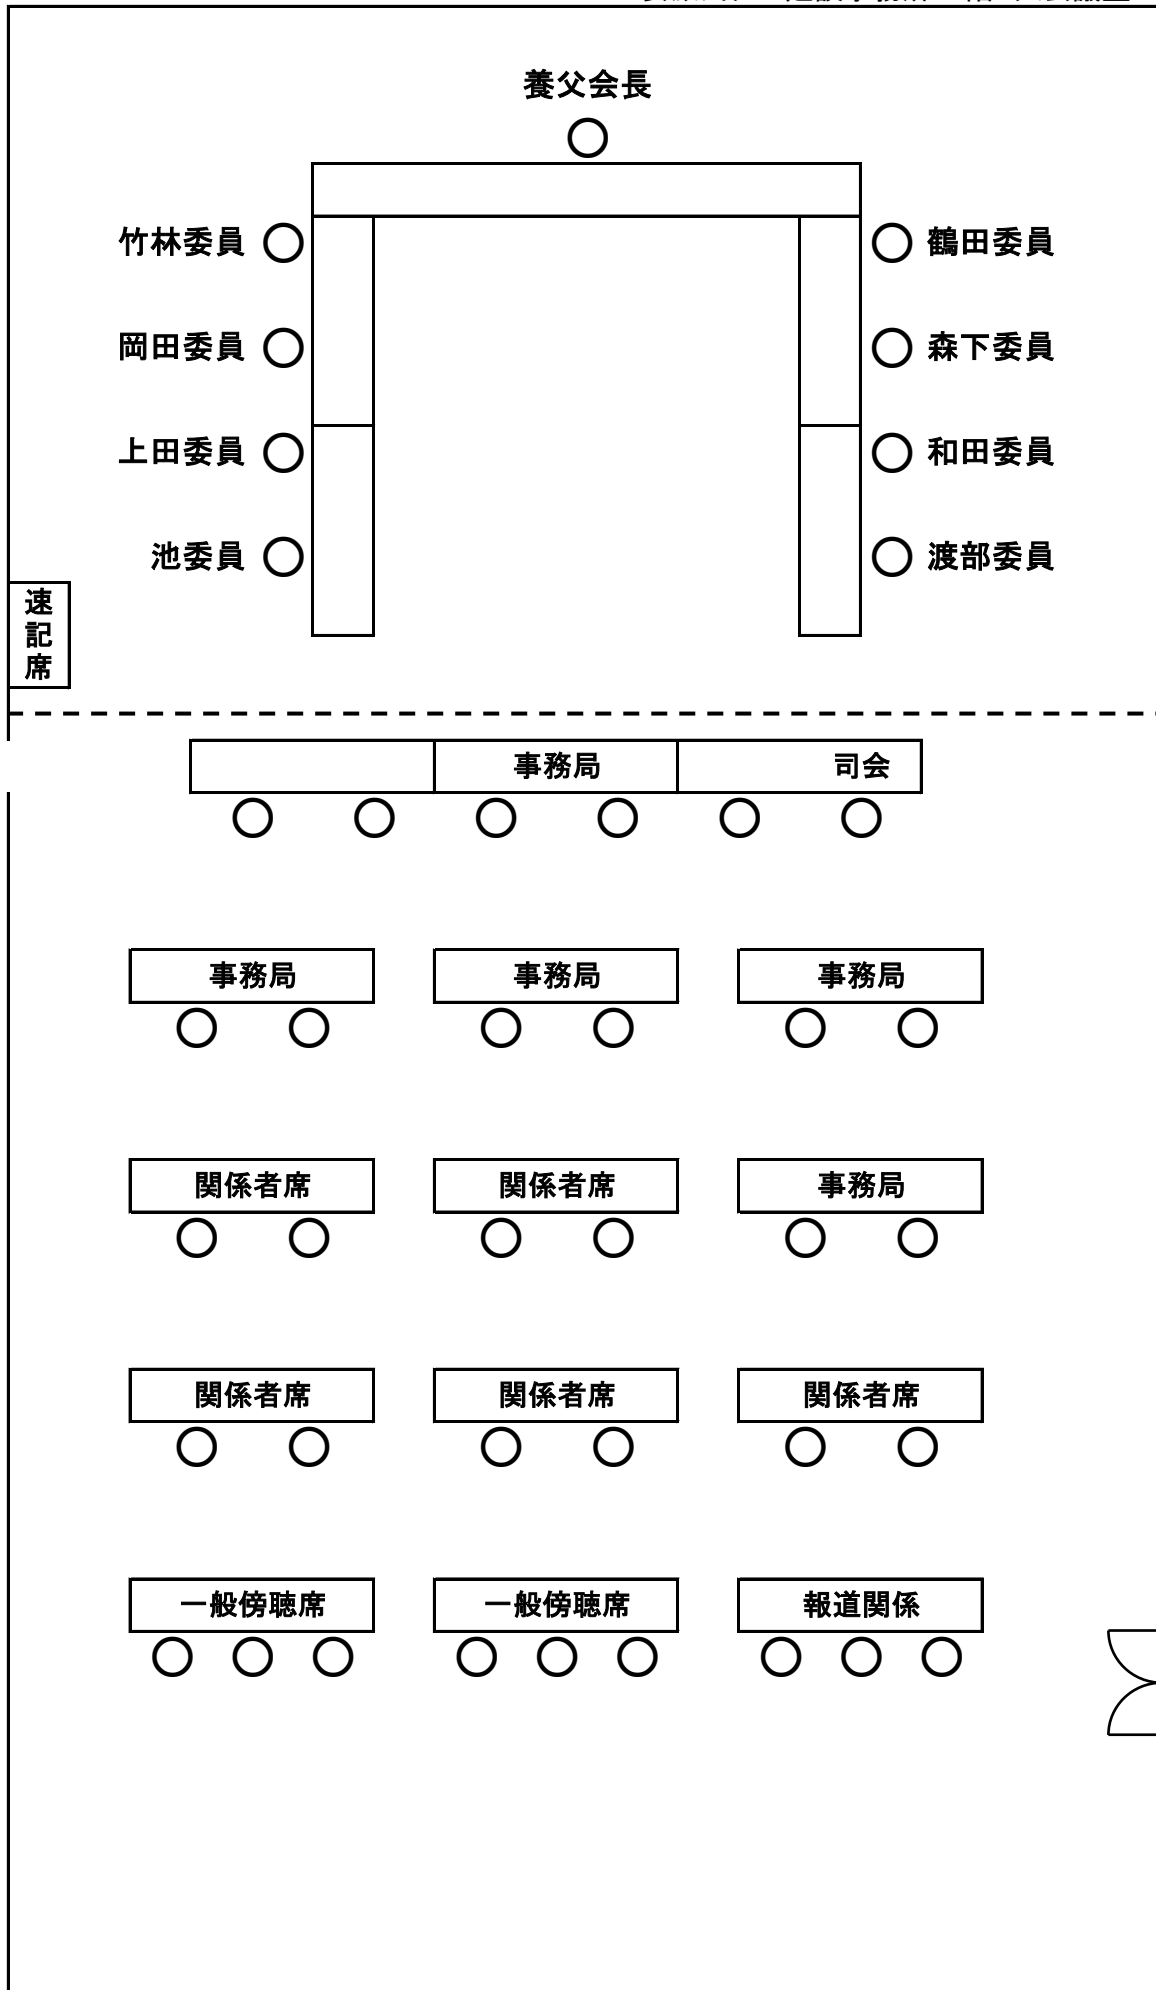 養父会長
竹林委員 鶴田委員
岡田委員 森下委員
上田委員 和田委員
池委員 渡部委員
速記席
事務局 司会
事務局 事務局 事務局
関係者席 関係者席 事務局
関係者席 関係者席 関係者席
一般傍聴席 一般傍聴席 報道関係